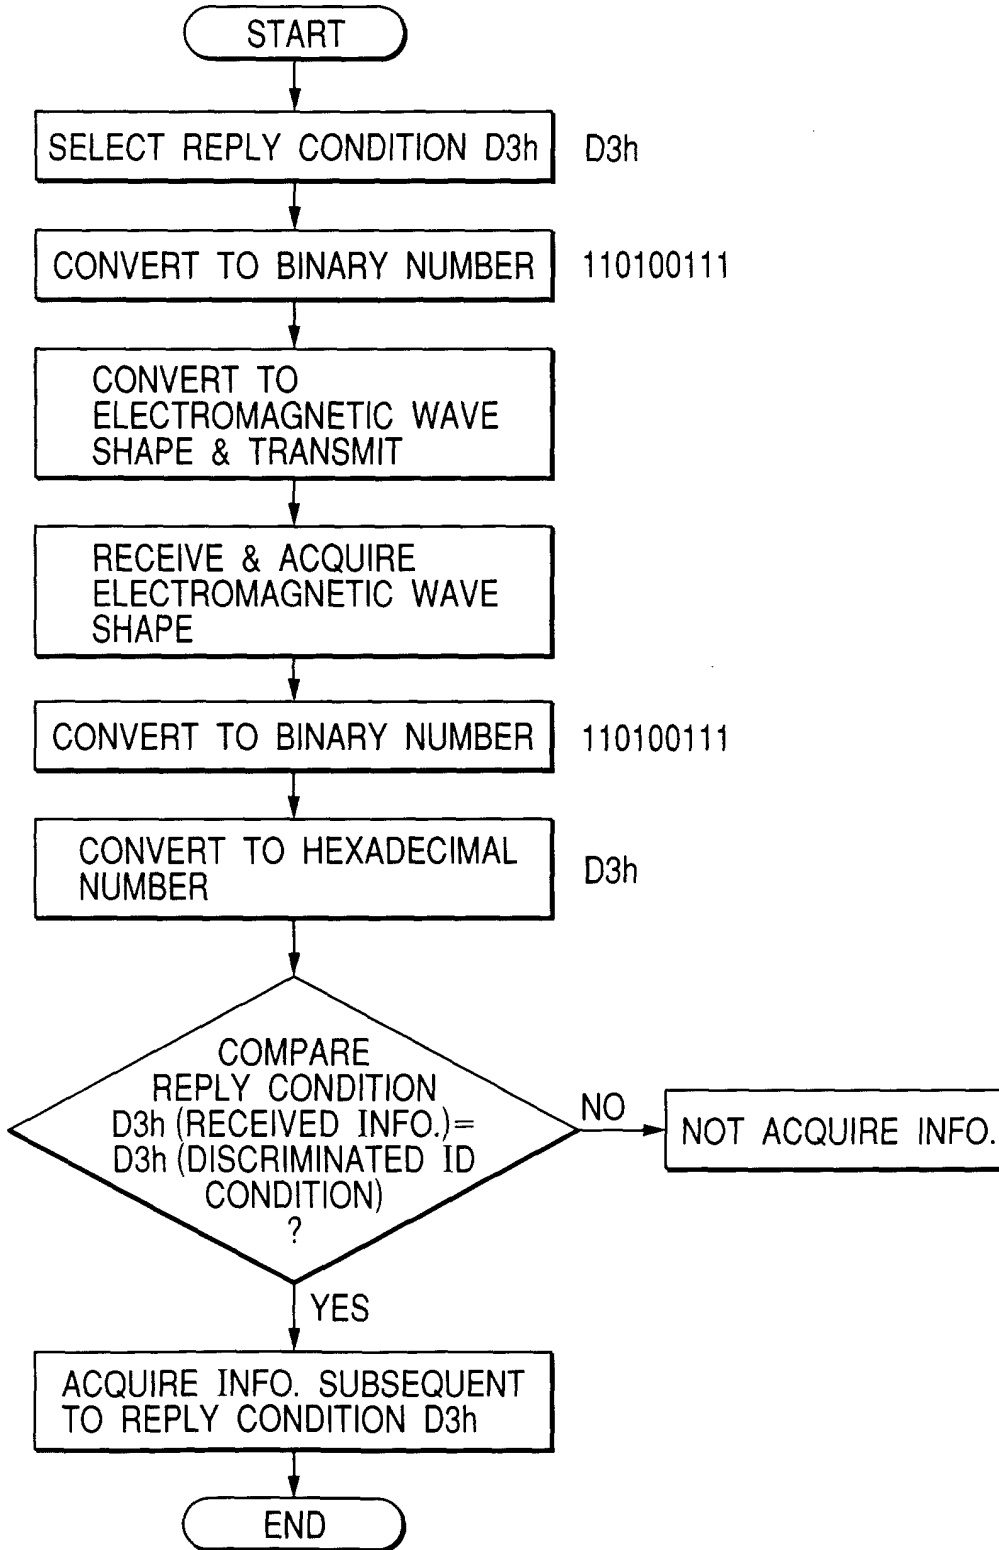 START
SELECT REPLY CONDITION D3h
D3h
CONVERT TO BINARY NUMBER
110100111
CONVERT TO
ELECTROMAGNETIC WAVE
SHAPE & TRANSMIT
RECEIVE & ACQUIRE
ELECTROMAGNETIC WAVE
SHAPE
CONVERT TO BINARY NUMBER
110100111
CONVERT TO HEXADECIMAL
NUMBER
D3h
COMPARE
REPLY CONDITION
D3h (RECEIVED INFO.)=
D3h (DISCRIMINATED ID
CONDITION)
?
NO
NOT ACQUIRE INFO.
YES
ACQUIRE INFO. SUBSEQUENT
TO REPLY CONDITION D3h
END